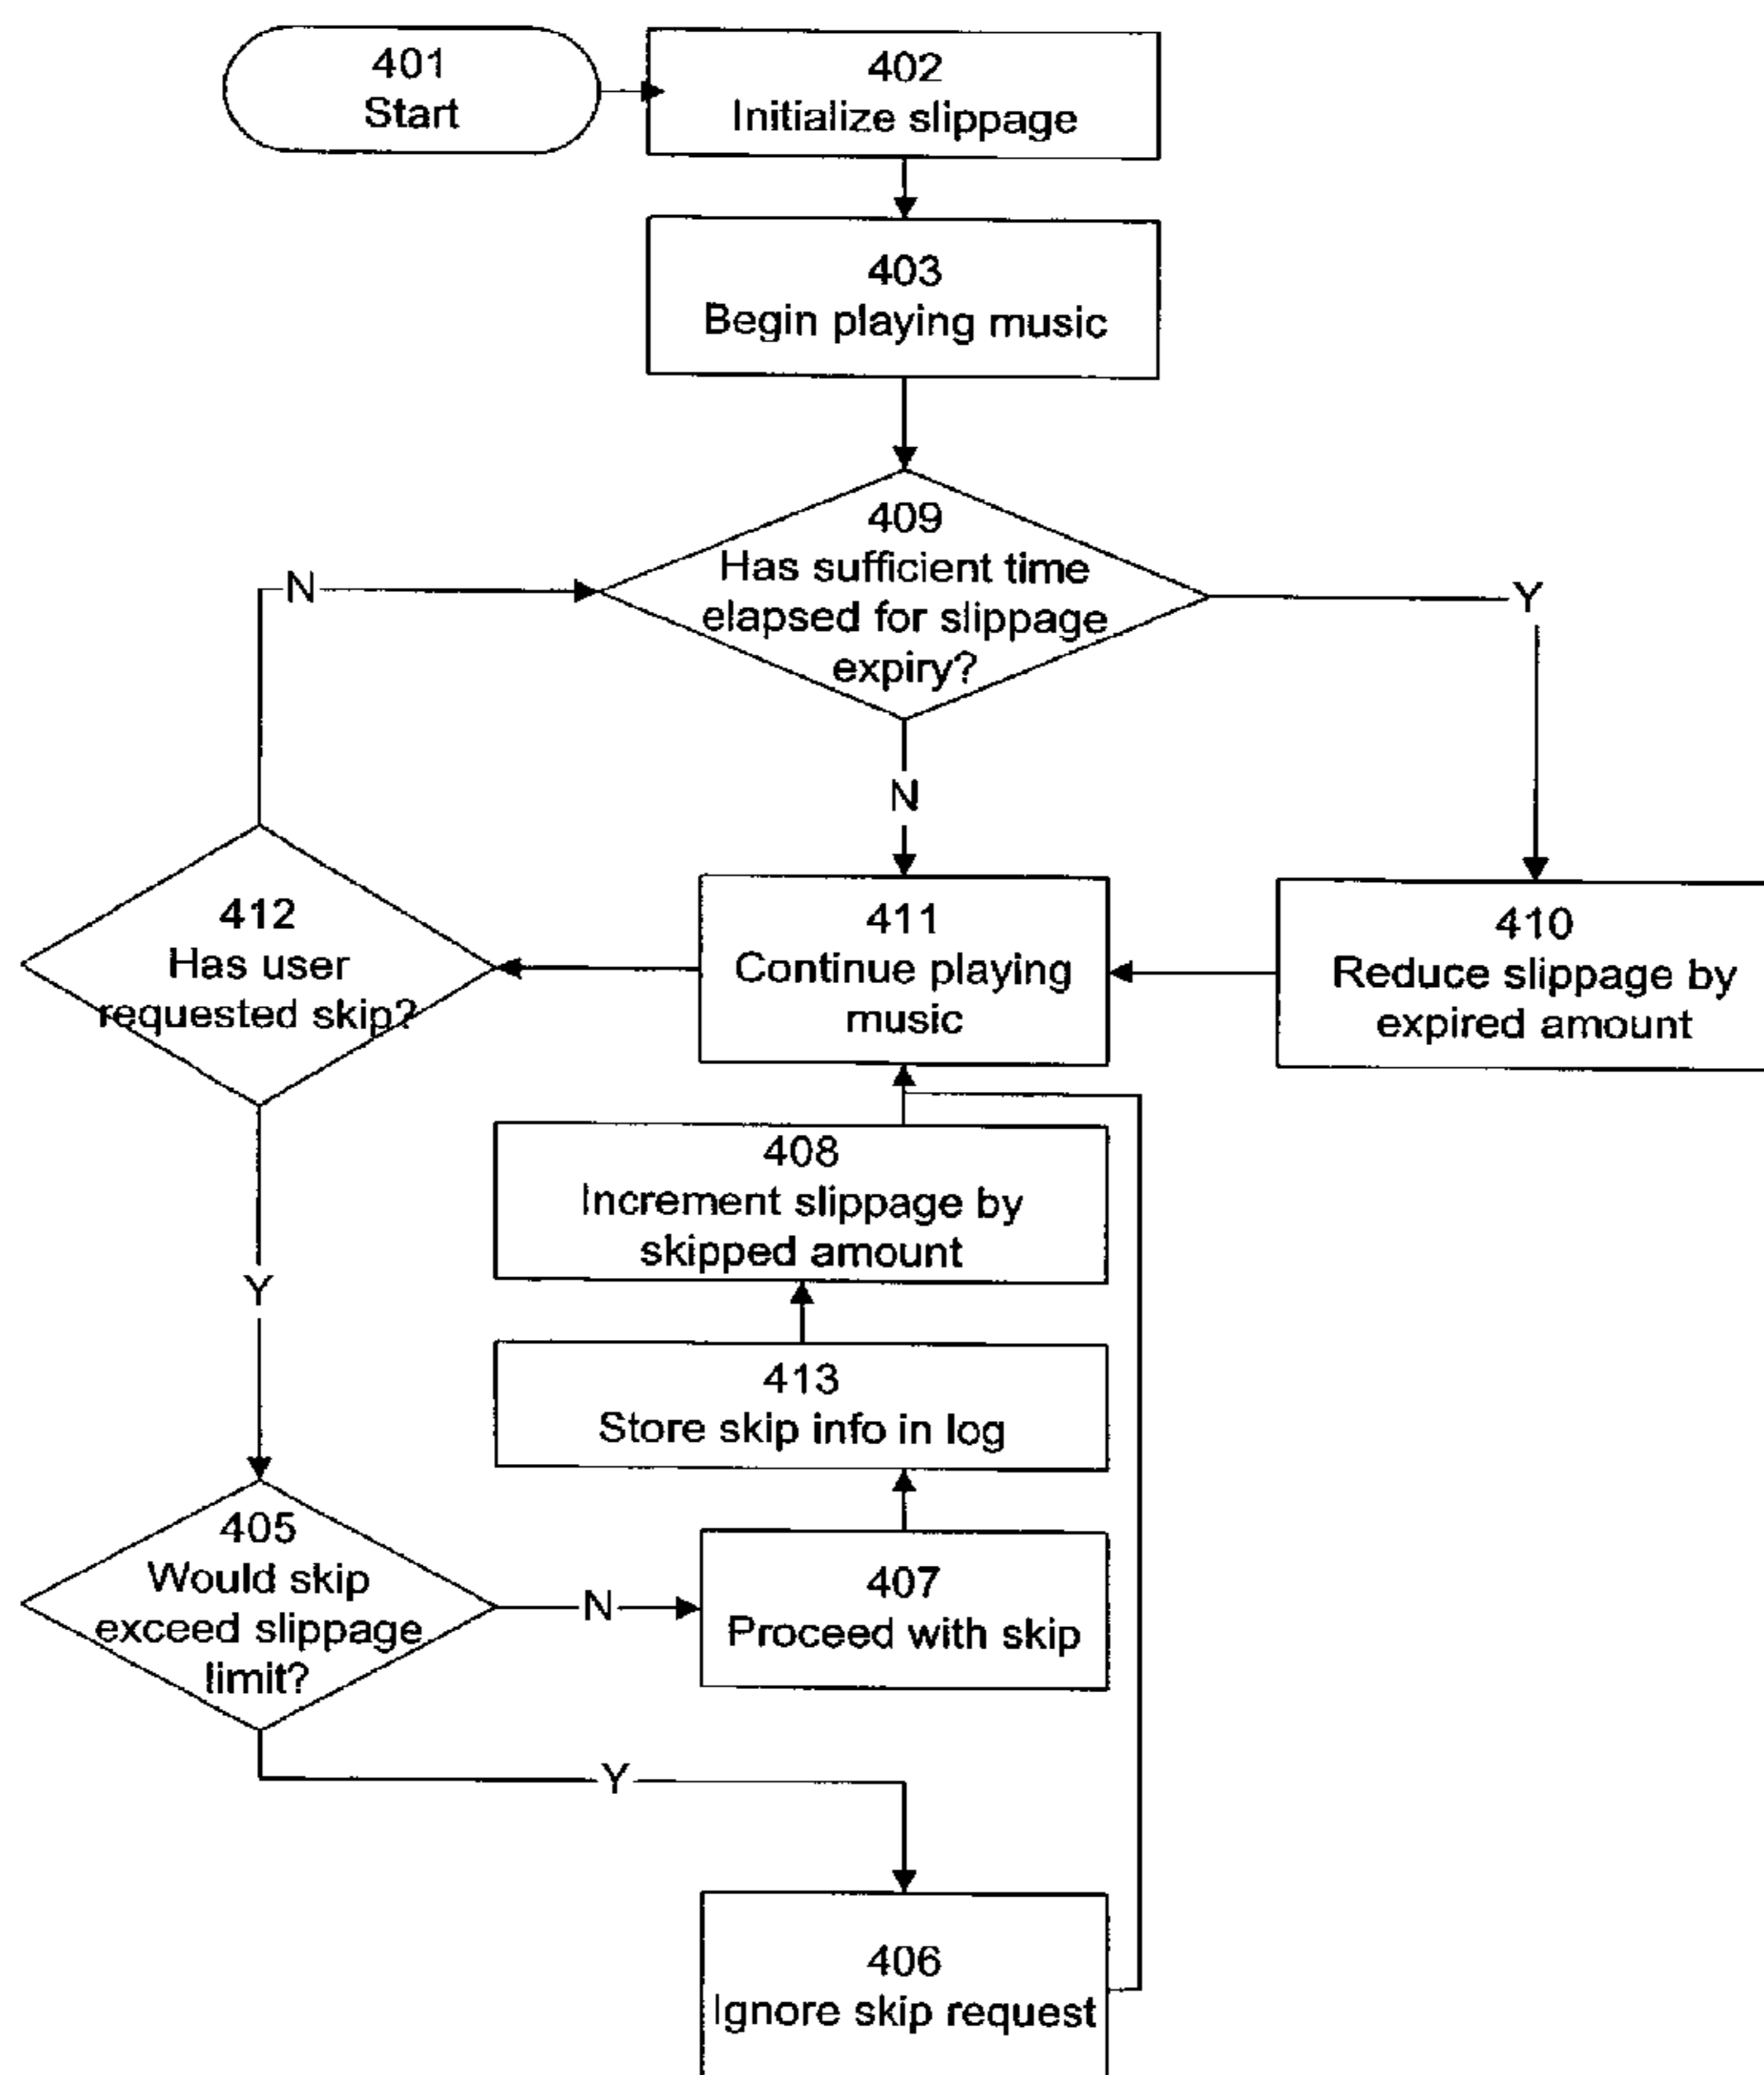 401
Start
402
Initialize slippage
403
Begin playing music
409
Has sufficient time
elapsed for slippage
expiry?
N
Y
N
412
Has user
requested skip?
411
Continue playing
music
410
Reduce slippage by
expired amount
408
Increment slippage by
skipped amount
Y
413
Store skip info in log
405
Would skip
exceed slippage
limit?
N
407
Proceed with skip
Y
406
Ignore skip request